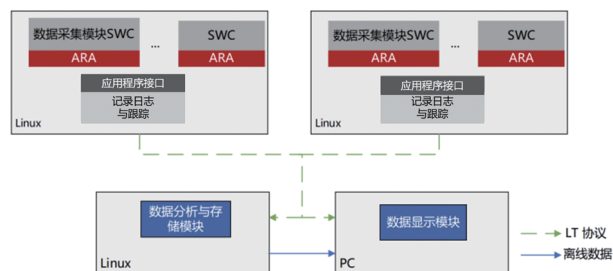 数据采集模块SWC
...
SWC
ARA
ARA
应用程序接口
记录日志
与跟踪
Linux
数据采集模块SWC
...
SWC
ARA
ARA
应用程序接口
记录日志
与跟踪
Linux
数据分析与存
储模块
Linux
数据显示模块
PC
LT 协议
离线数据